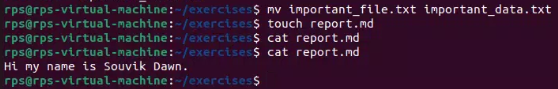 rps@rps-virtual-machine:~/exercises$ mv important_file.txt important_data.txt
rps@rps-virtual-machine:~/exercises$ touch report.md
rps@rps-virtual-machine:~/exercises$ cat report.md
rps@rps-virtual-machine:~/exercises$ cat report.md
Hi my name is Souvik Dawn.
rps@rps-virtual-machine:~/exercises$